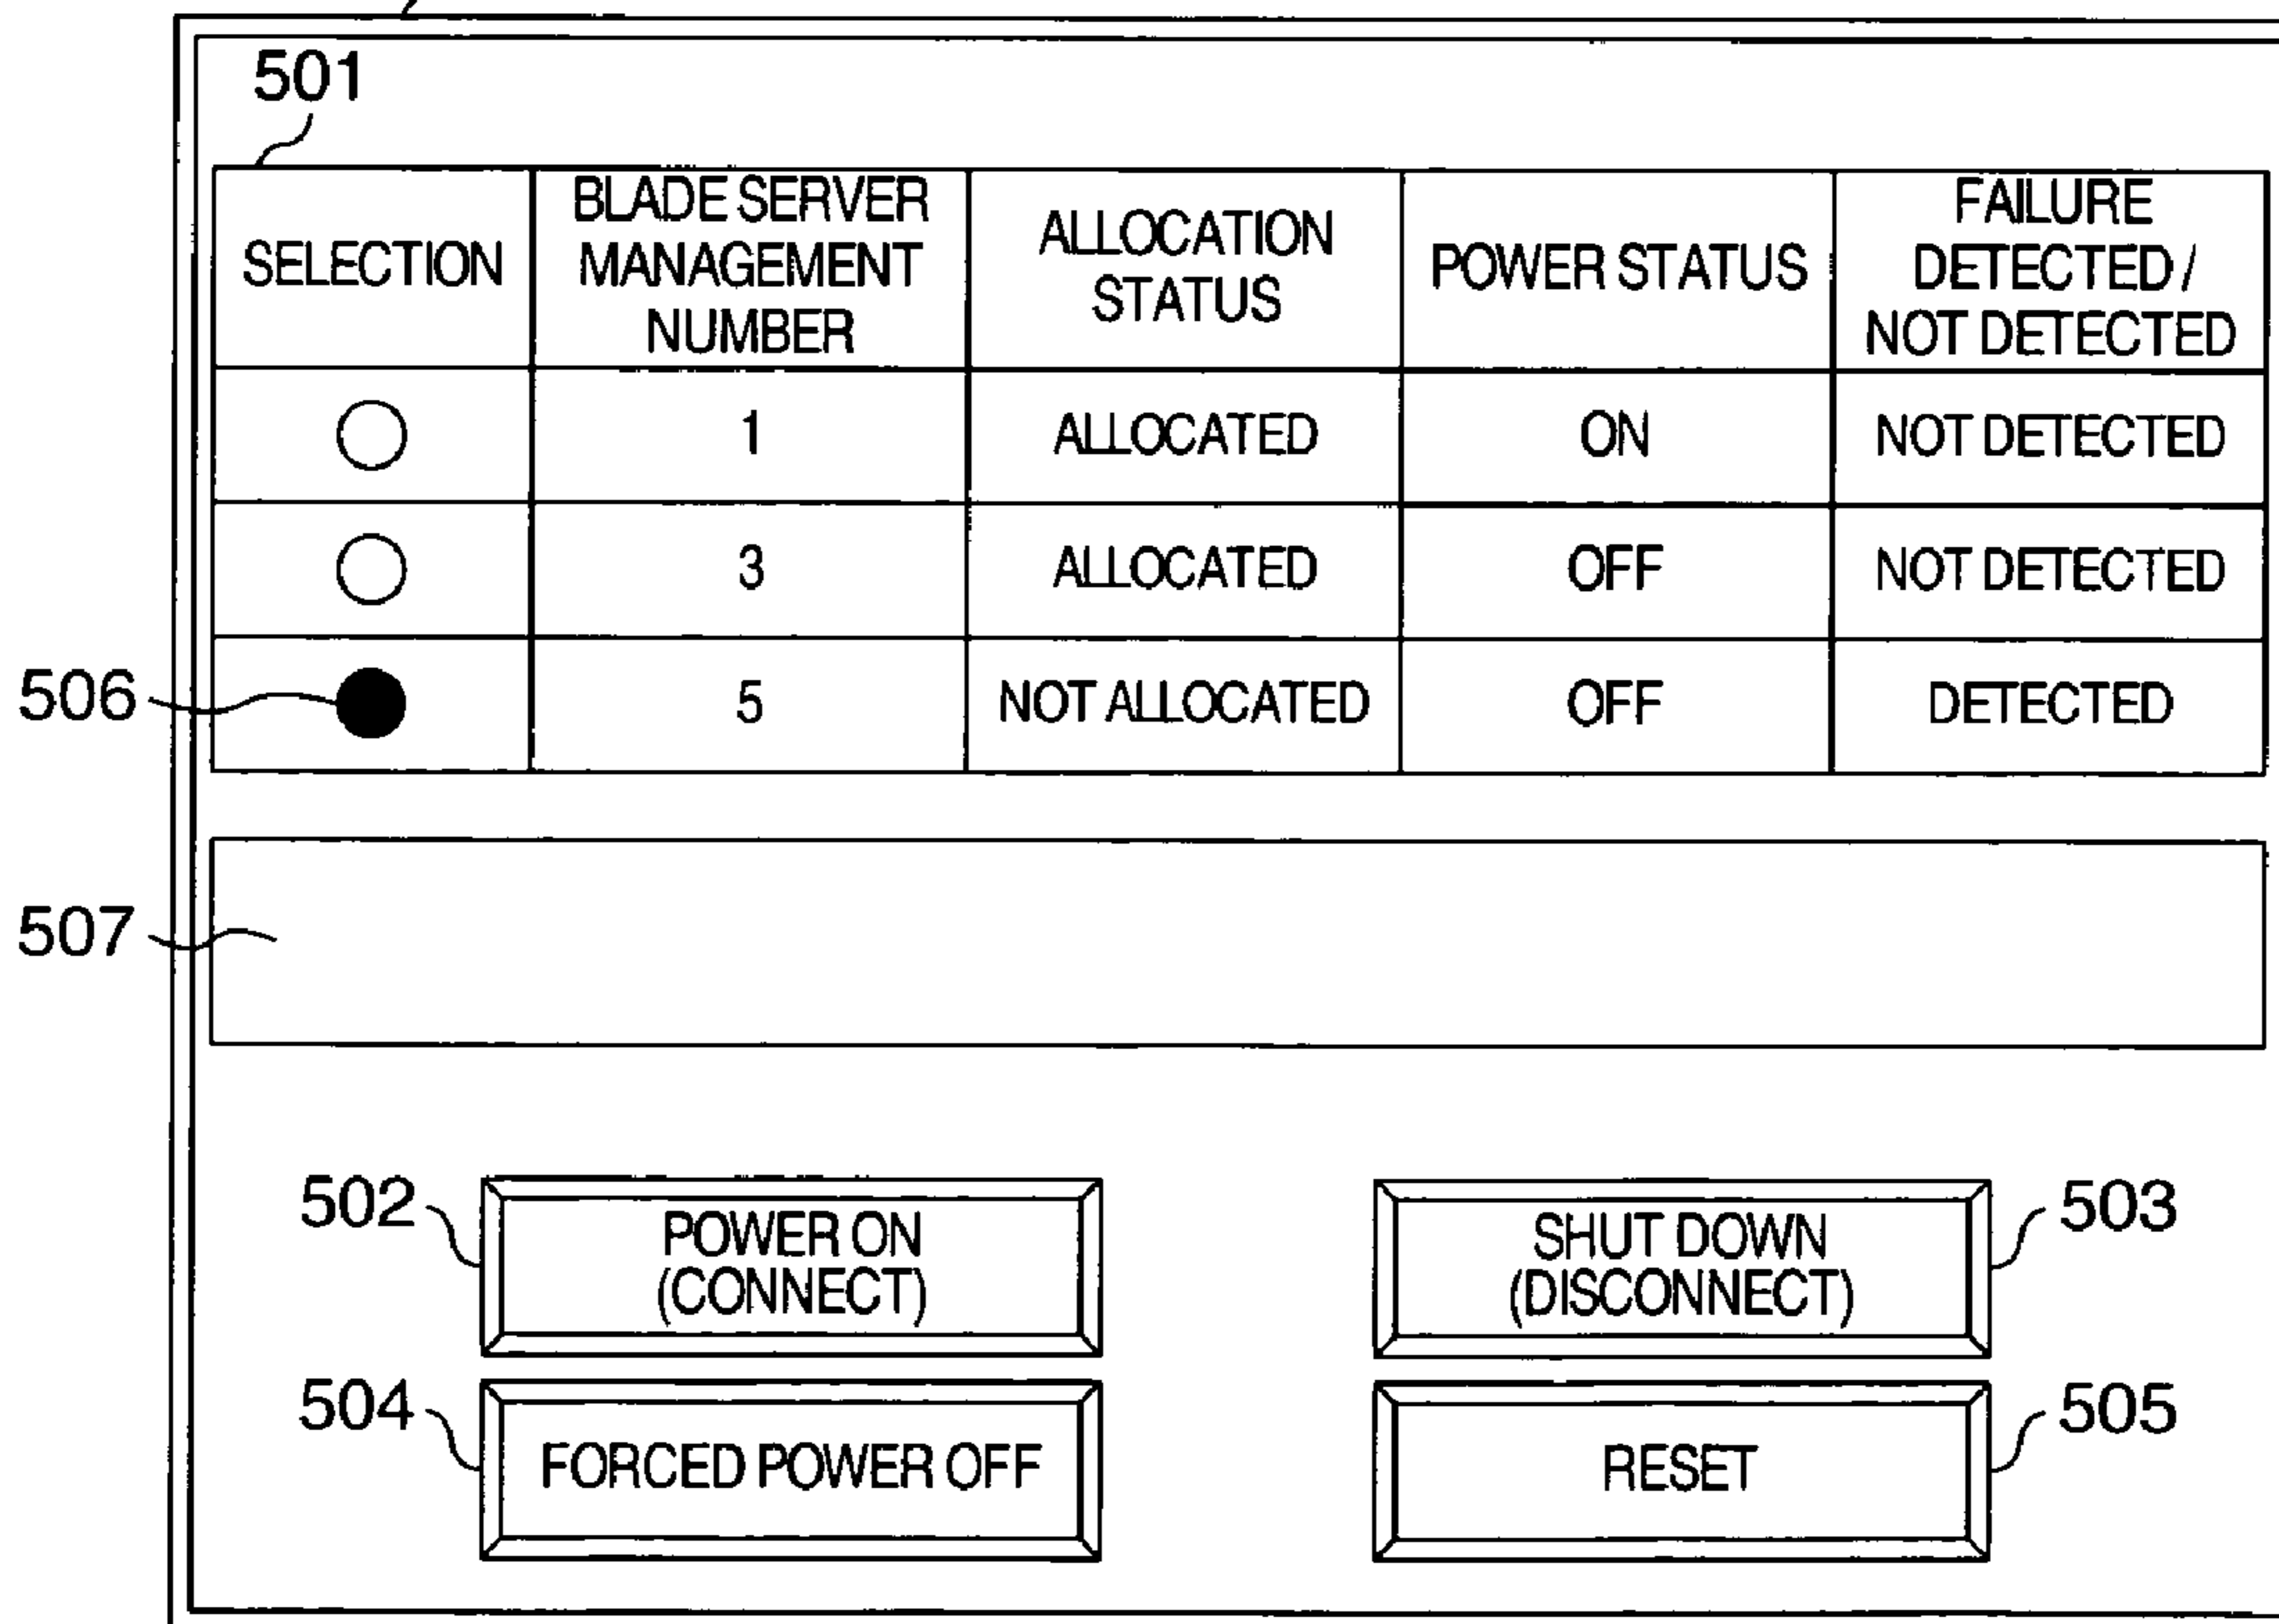 501
SELECTION
BLADE SERVER
MANAGEMENT
NUMBER
ALLOCATION
STATUS
POWER STATUS
FAILURE
DETECTED /
NOT DETECTED
1
ALLOCATED
ON
NOT DETECTED
3
ALLOCATED
OFF
NOT DETECTED
506
5
NOT ALLOCATED
OFF
DETECTED
507
502
POWER ON
(CONNECT)
SHUT DOWN
(DISCONNECT)
503
504
FORCED POWER OFF
RESET
505